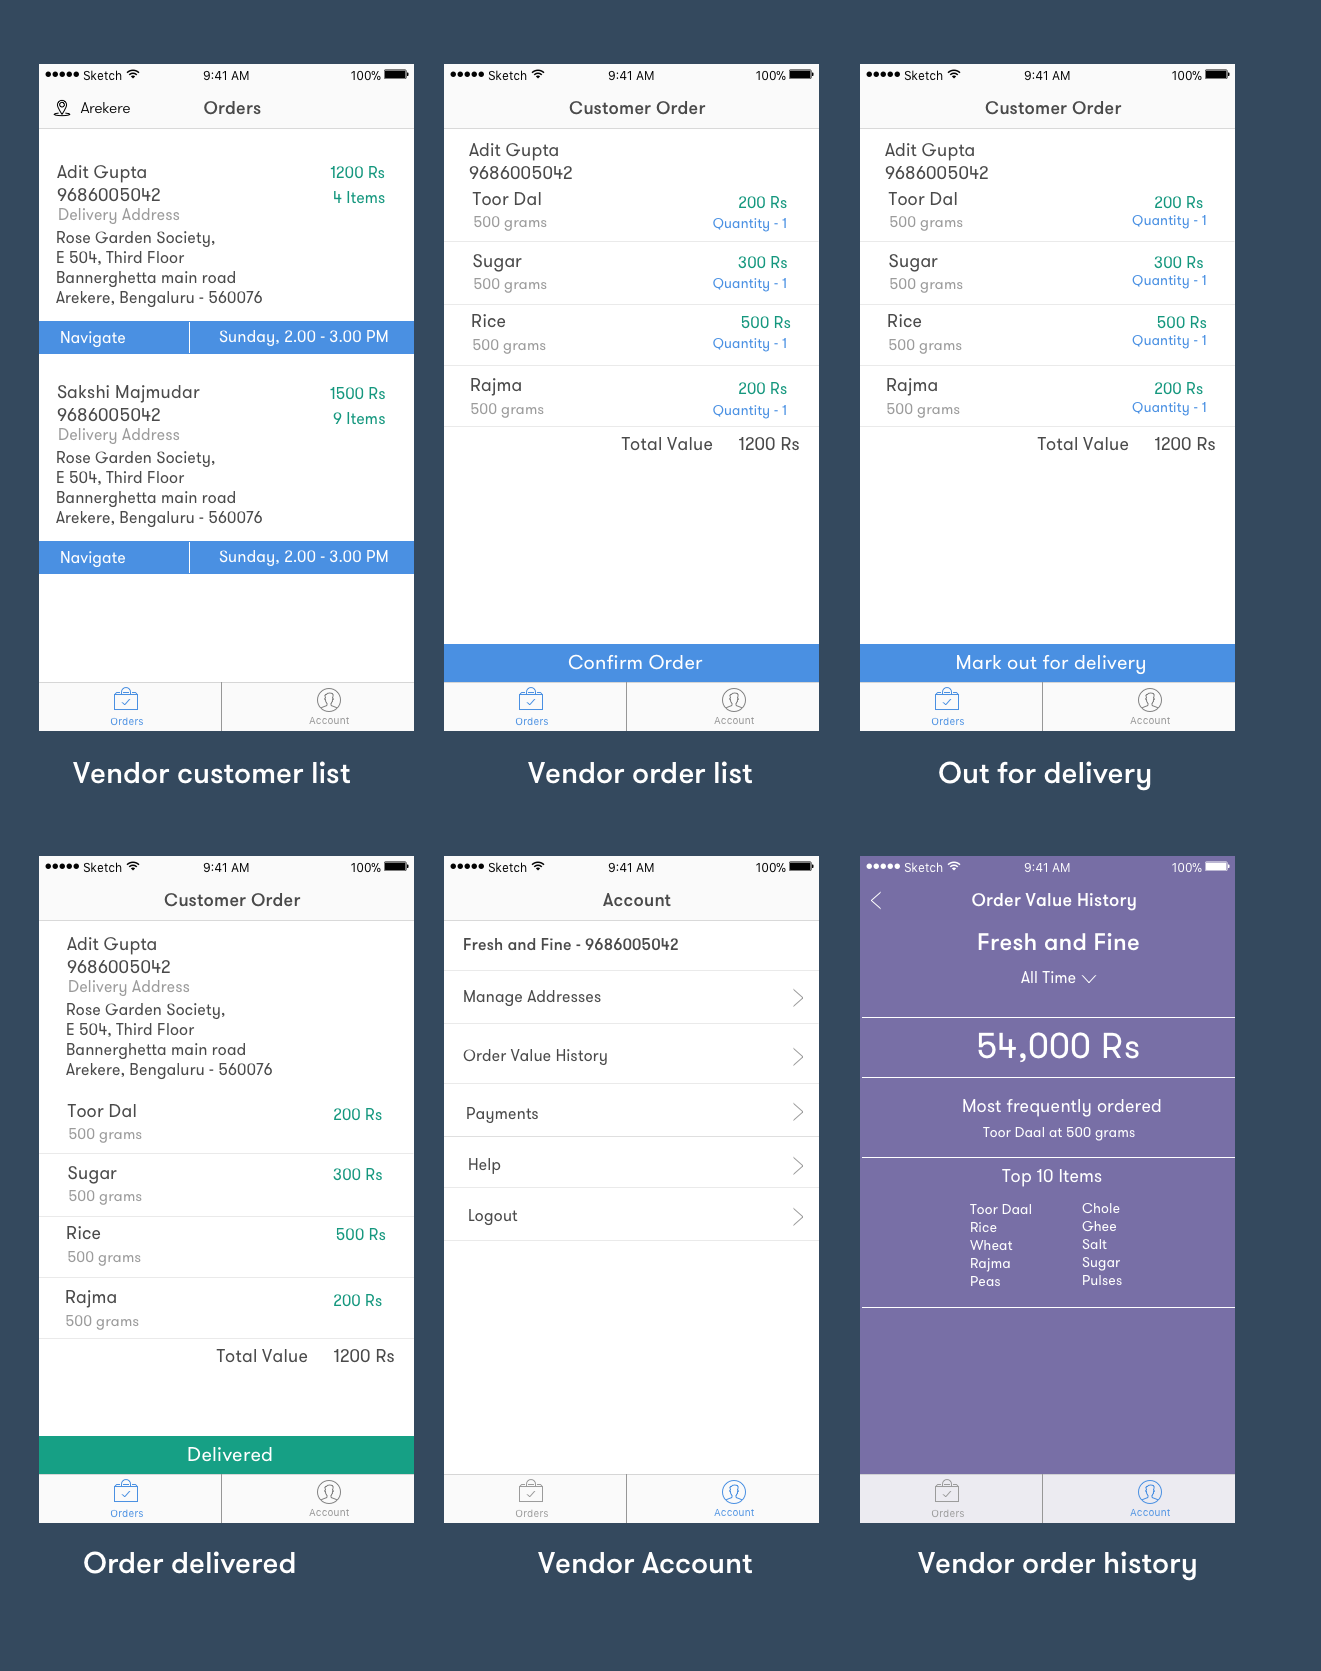 Sketch 9:41 AM 100%
Arekere Orders
Adit Gupta 1200 Rs
9686005042 4 Items
Delivery Address
Rose Garden Society,
E 504, Third Floor
Bannerghetta main road
Arekere, Bengaluru - 560076
Navigate Sunday, 2.00 - 3.00 PM
Sakshi Majmudar 1500 Rs
9686005042 9 Items
Delivery Address
Rose Garden Society,
E 504, Third Floor
Bannerghetta main road
Arekere, Bengaluru - 560076
Navigate Sunday, 2.00 - 3.00 PM
Orders Account
Vendor customer list
Sketch 9:41 AM 100%
Customer Order
Adit Gupta
9686005042
Toor Dal 200 Rs
500 grams Quantity - 1
Sugar 300 Rs
500 grams Quantity - 1
Rice 500 Rs
500 grams Quantity - 1
Rajma 200 Rs
500 grams Quantity - 1
Total Value 1200 Rs
Confirm Order
Orders Account
Vendor order list
Sketch 9:41 AM 100%
Customer Order
Adit Gupta
9686005042
Toor Dal 200 Rs
500 grams Quantity - 1
Sugar 300 Rs
500 grams Quantity - 1
Rice 500 Rs
500 grams Quantity - 1
Rajma 200 Rs
500 grams Quantity - 1
Total Value 1200 Rs
Mark out for delivery
Orders Account
Out for delivery
Sketch 9:41 AM 100%
Customer Order
Adit Gupta
9686005042
Delivery Address
Rose Garden Society,
E 504, Third Floor
Bannerghetta main road
Arekere, Bengaluru - 560076
Toor Dal 200 Rs
500 grams
Sugar 300 Rs
500 grams
Rice 500 Rs
500 grams
Rajma 200 Rs
500 grams
Total Value 1200 Rs
Delivered
Orders Account
Order delivered
Sketch 9:41 AM 100%
Account
Fresh and Fine - 9686005042
Manage Addresses
Order Value History
Payments
Help
Logout
Orders Account
Vendor Account
Sketch 9:41 AM 100%
Order Value History
Fresh and Fine
All Time
54,000 Rs
Most frequently ordered
Toor Daal at 500 grams
Top 10 Items
Toor Daal Chole
Rice Ghee
Wheat Salt
Rajma Sugar
Peas Pulses
Orders Account
Vendor order history